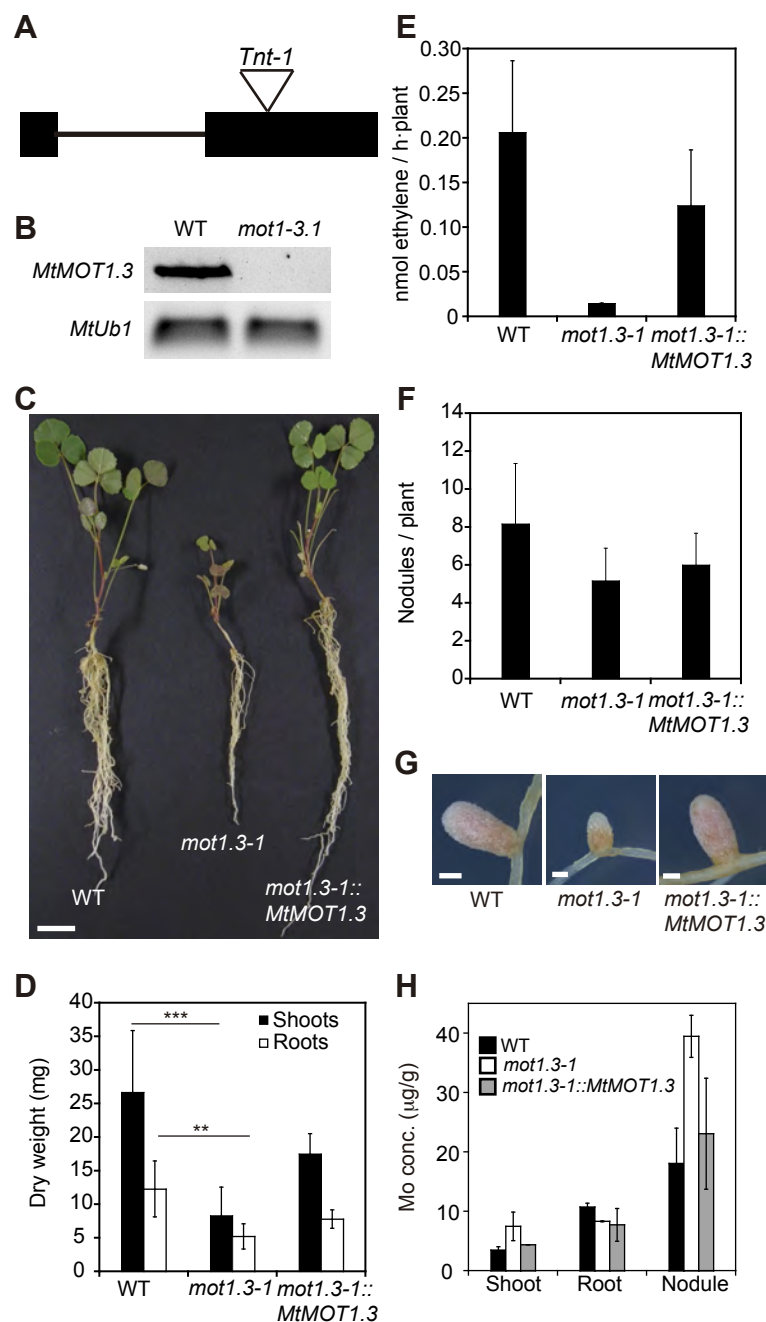 A
Tnt-1
B
WT mot1-3.1
MtMOT1.3
MtUb1
C
WT
mot1.3-1
mot1.3-1::
MtMOT1.3
D
40
35
30
25
20
15
10
5
0
Dry weight (mg)
***
**
Shoots
Roots
WT
mot1.3-1
mot1.3-1::
MtMOT1.3
E
0.30
0.25
0.20
0.15
0.10
0.05
0
nmol ethylene / h·plant
WT
mot1.3-1
mot1.3-1::
MtMOT1.3
F
14
12
10
8
6
4
2
0
Nodules / plant
WT
mot1.3-1
mot1.3-1::
MtMOT1.3
G
WT
mot1.3-1
mot1.3-1::
MtMOT1.3
H
40
30
20
10
0
Mo conc. (μg/g)
WT
mot1.3-1
mot1.3-1::MtMOT1.3
Shoot
Root
Nodule